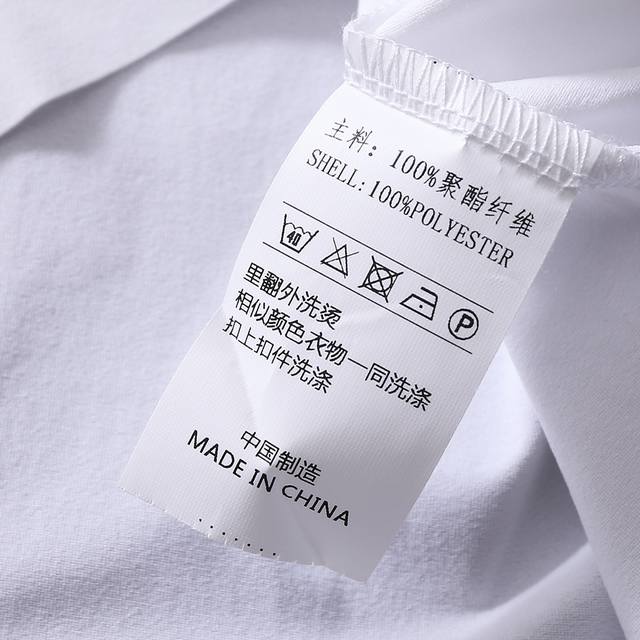 主料：100%聚酯纤维
SHELL:100%POLYESTER
40 P
里翻外洗烫
相似颜色衣物一同洗涤
扣上扣件洗涤
中国制造
MADE IN CHINA